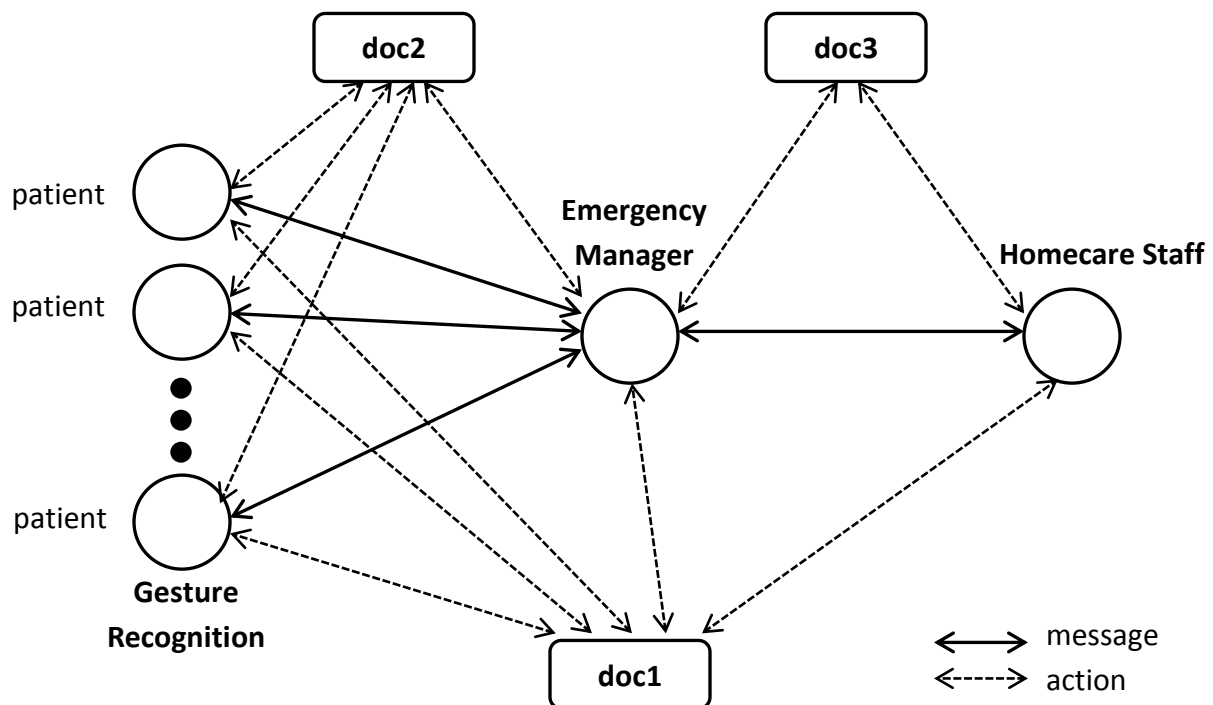 doc2
doc3
patient
Emergency
Manager
Homecare Staff
patient
patient
Gesture
Recognition
doc1
message
action